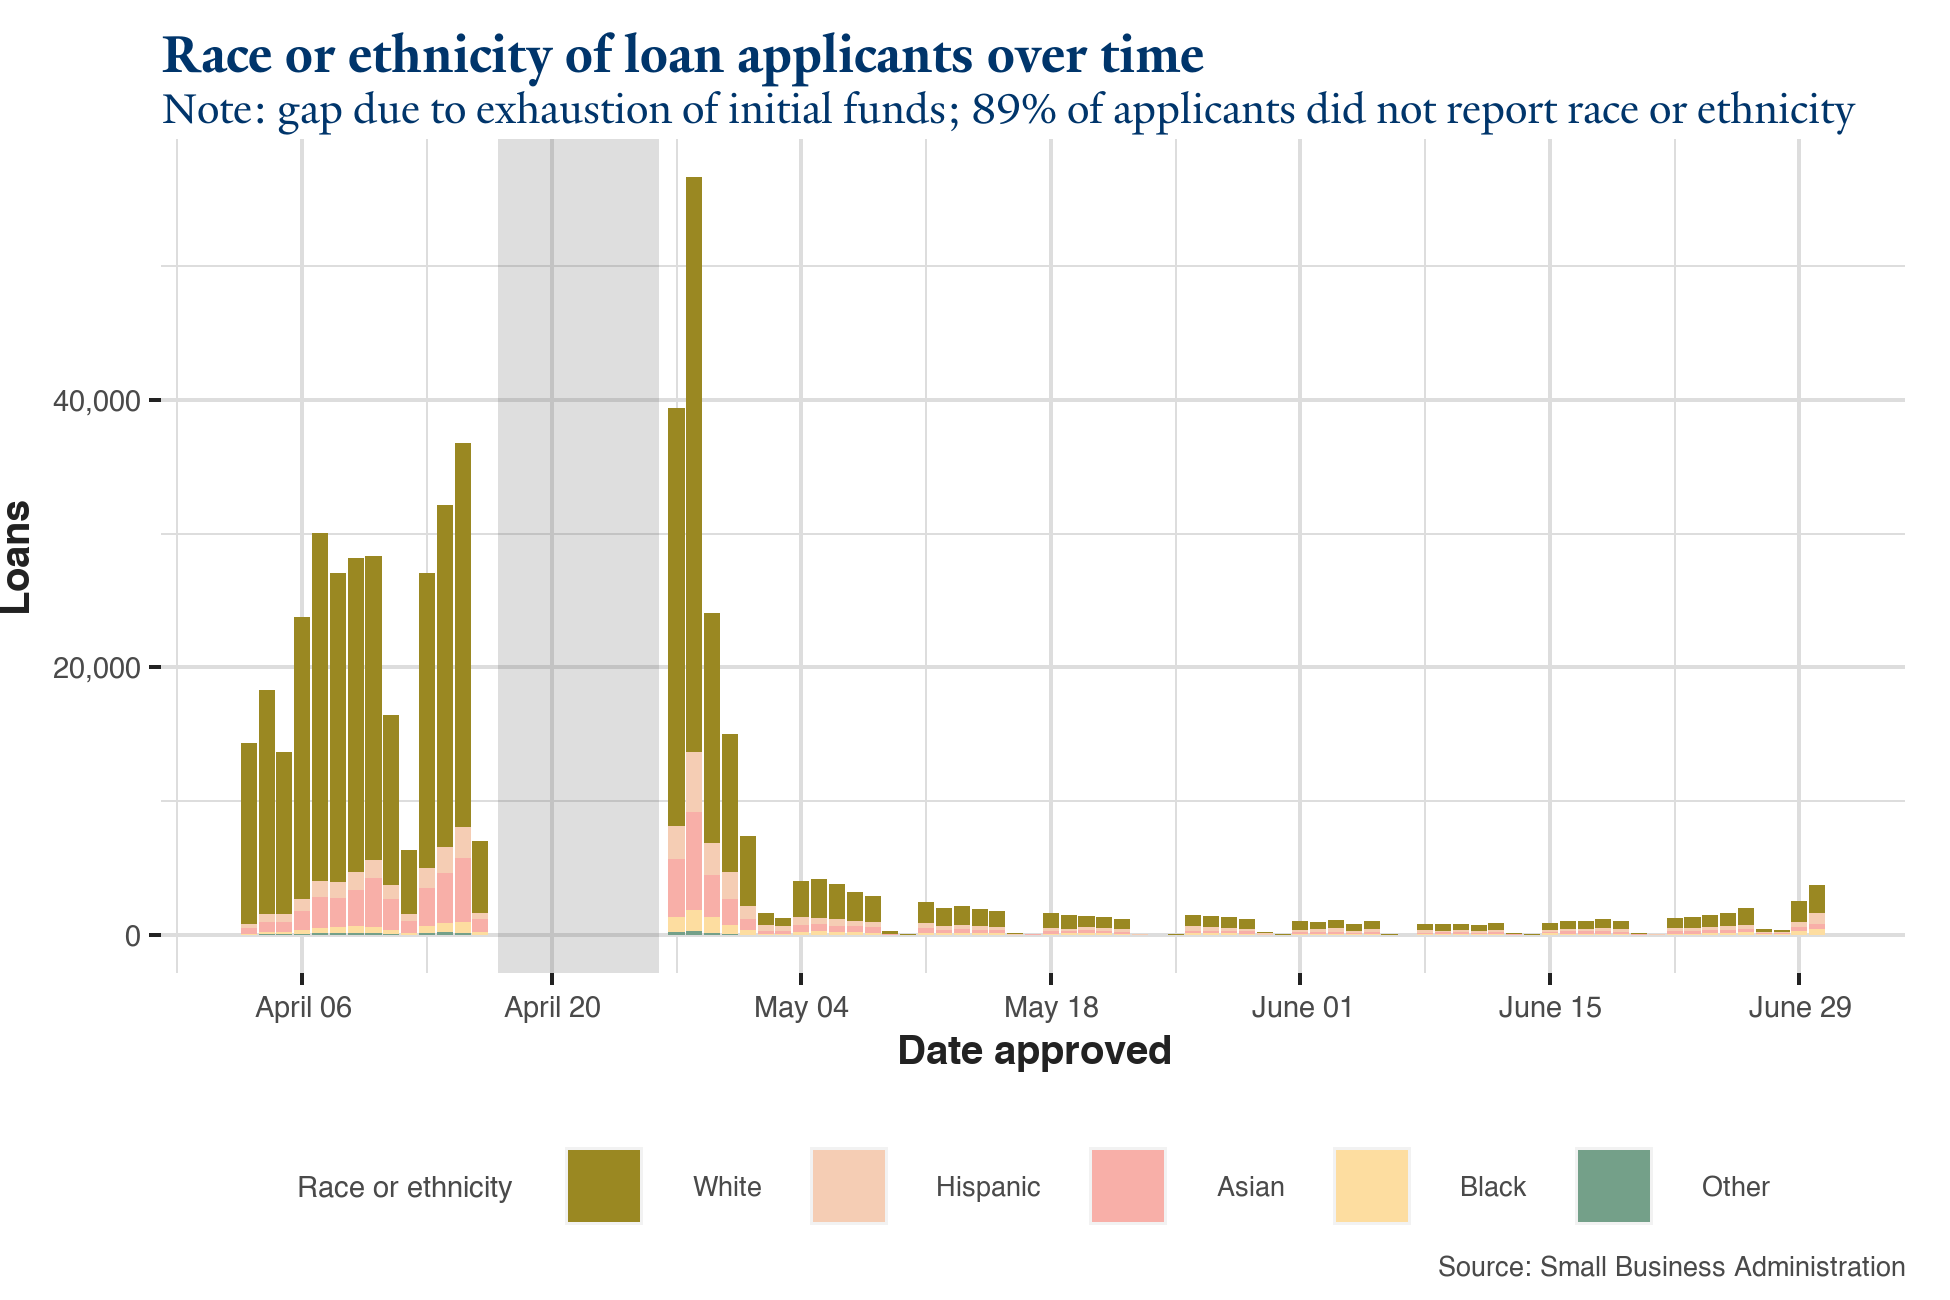 Race or ethnicity of loan applicants over time
Note: gap due to exhaustion of initial funds; 89% of applicants did not report race or ethnicity
Loans
40,000
20,000
0
April 06 April 20 May 04 May 18 June 01 June 15 June 29
Date approved
Race or ethnicity White Hispanic Asian Black Other
Source: Small Business Administration